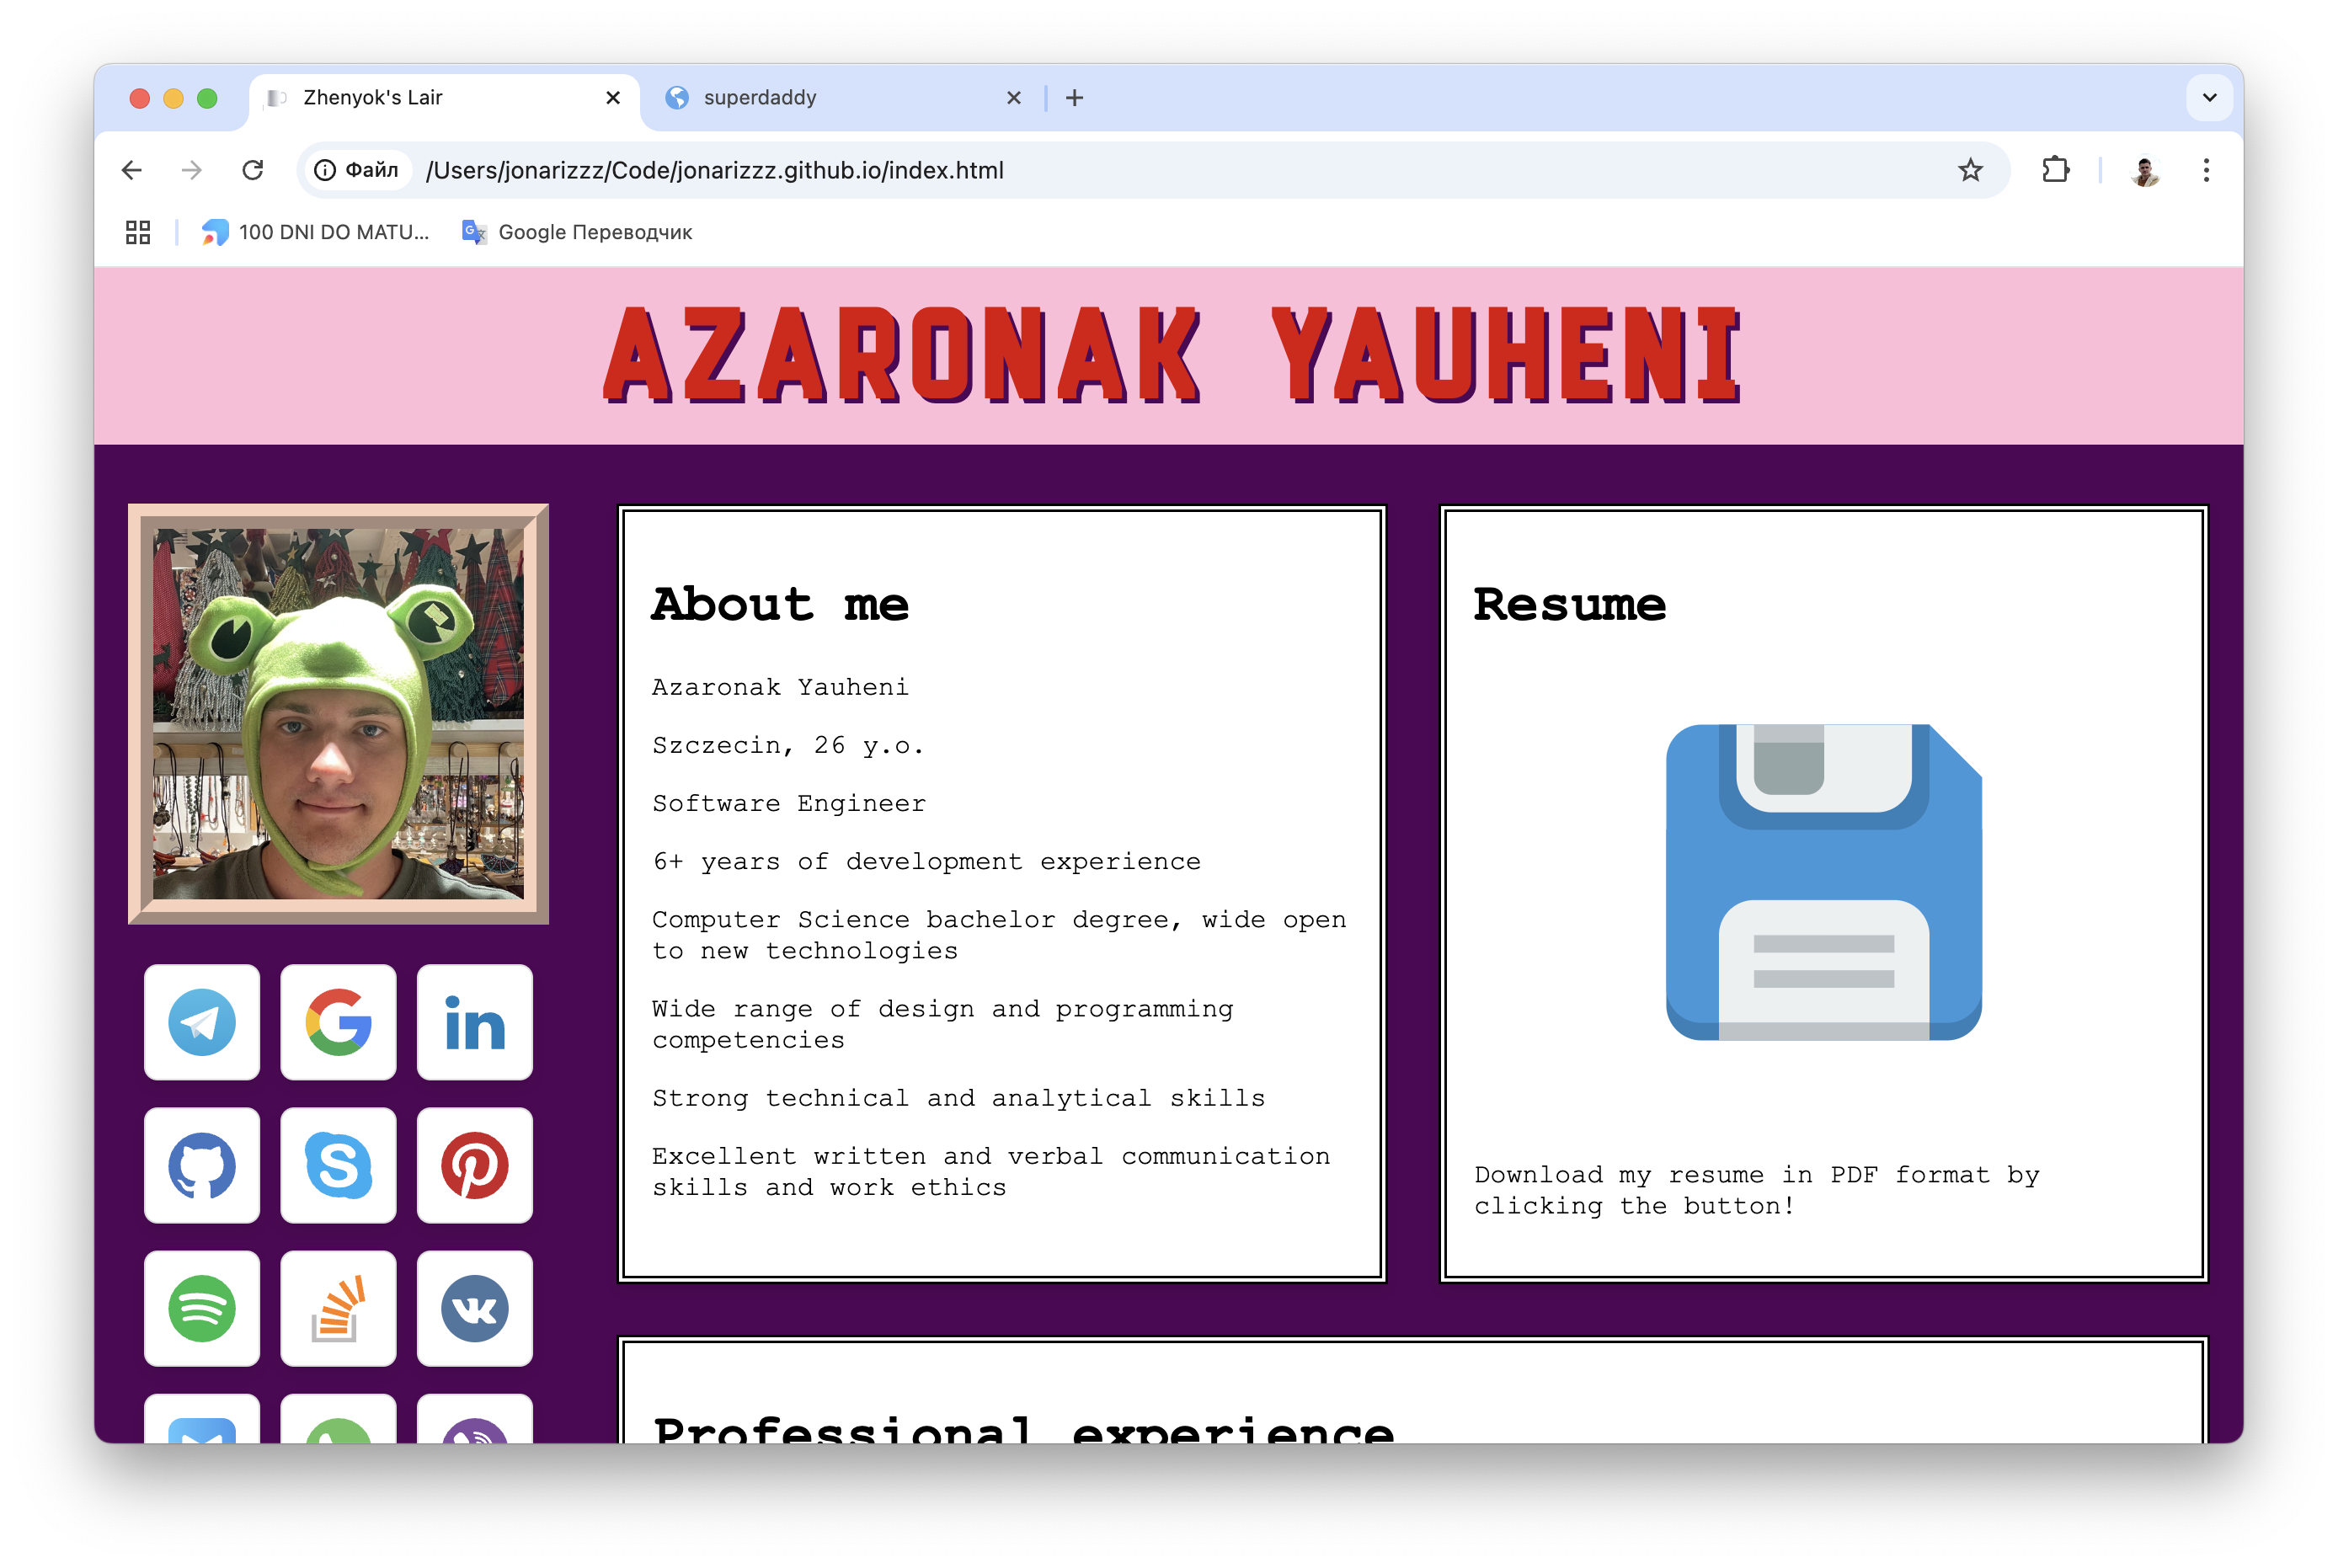 Zhenyok's Lair
superdaddy
Файл
/Users/jonarizzz/Code/jonarizzz.github.io/index.html
100 DNI DO MATU...
Google Переводчик
AZARONAK YAUHENI
About me
Azaronak Yauheni
Szczecin, 26 y.o.
Software Engineer
6+ years of development experience
Computer Science bachelor degree, wide open
to new technologies
Wide range of design and programming
competencies
Strong technical and analytical skills
Excellent written and verbal communication
skills and work ethics
Resume
Download my resume in PDF format by
clicking the button!
Professional experience